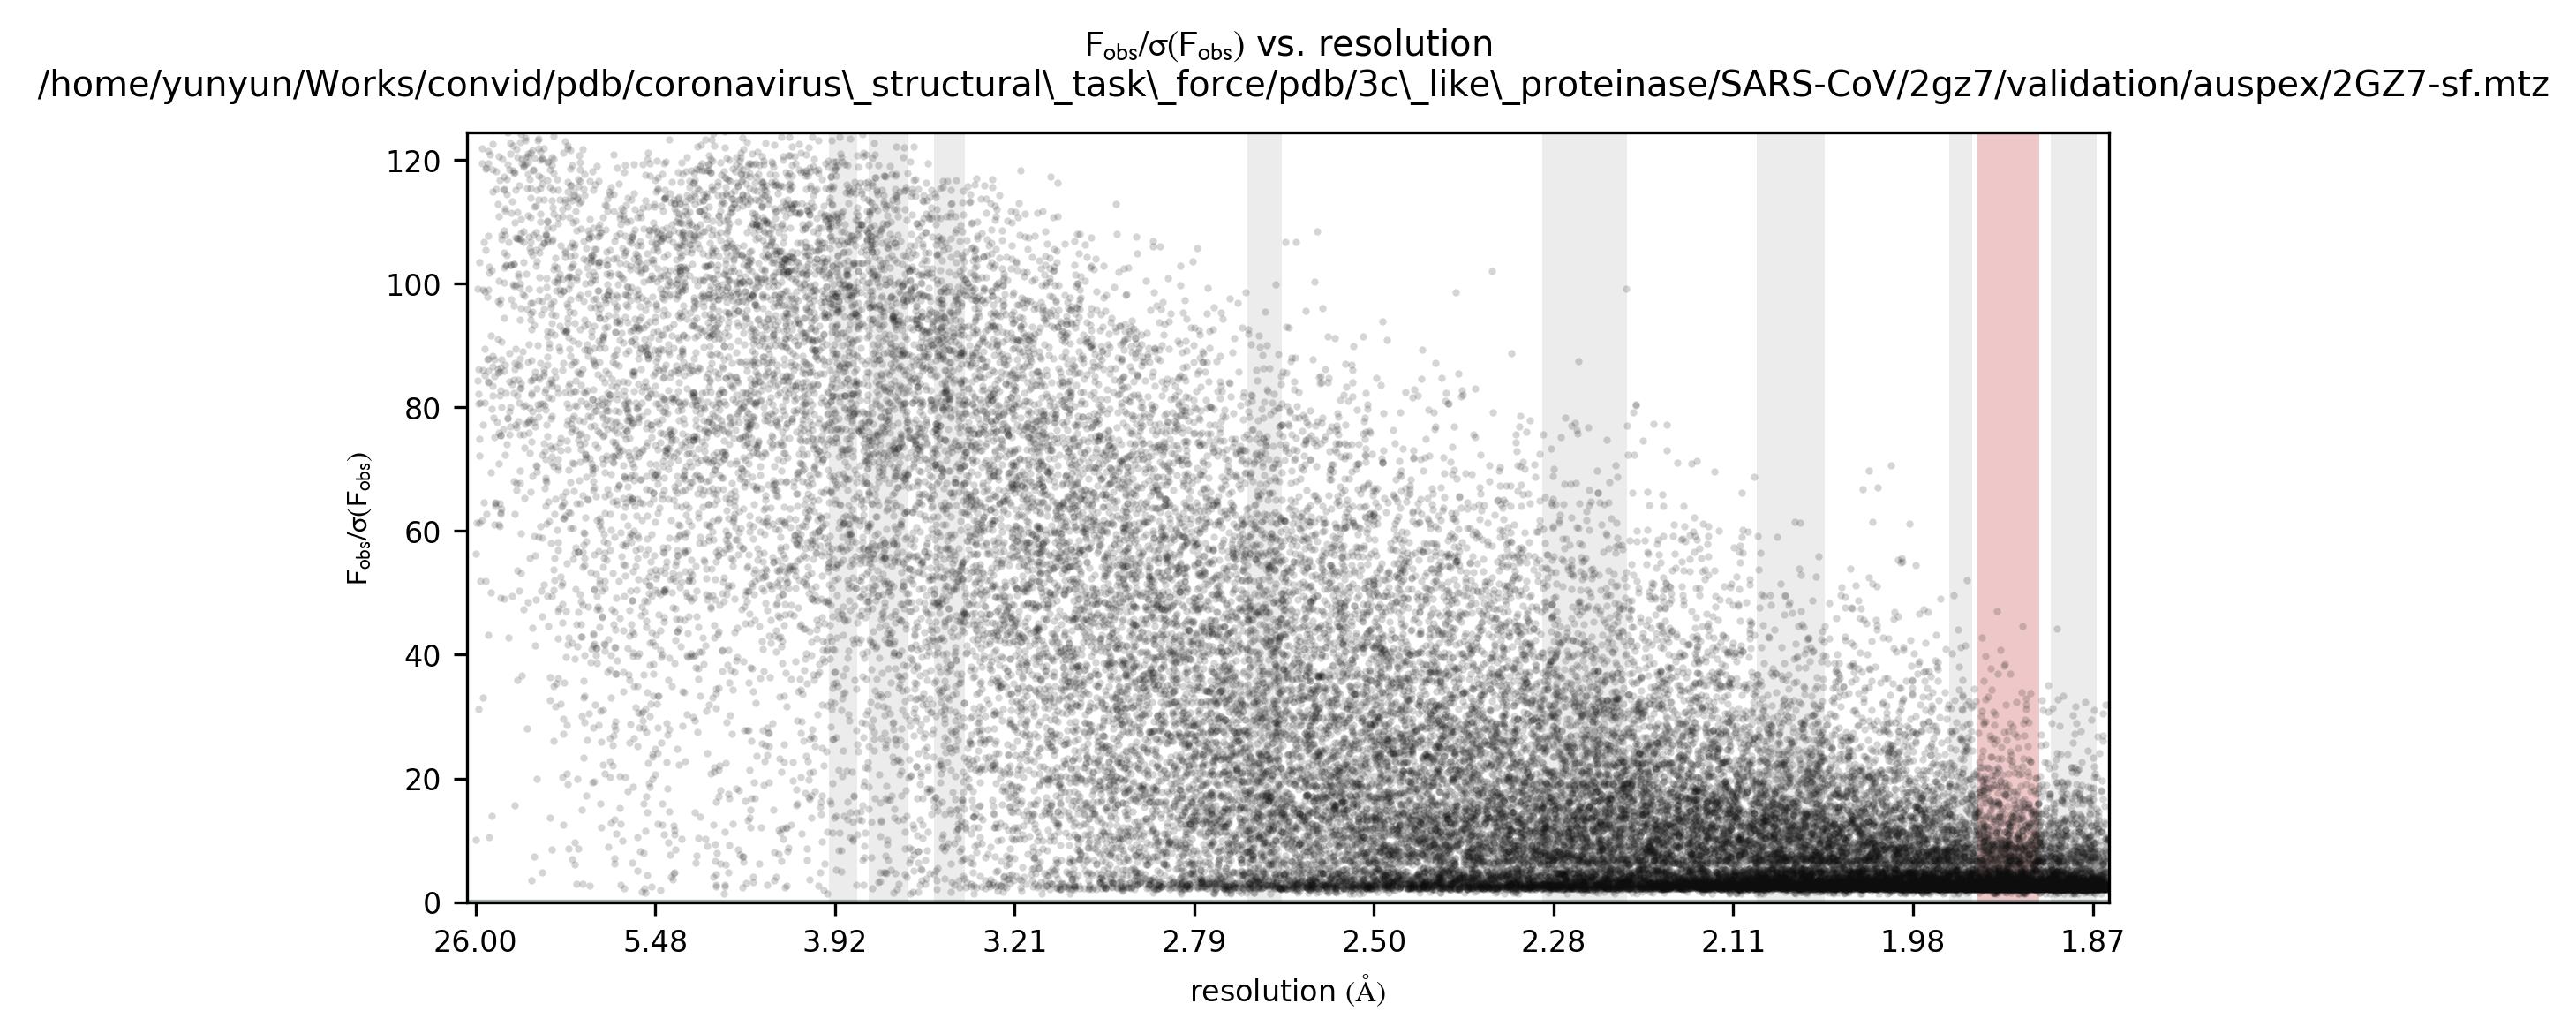 Fobs/σ(Fobs) vs. resolution
/home/yunyun/Works/convid/pdb/coronavirus\_structural\_task\_force/pdb/3c\_like\_proteinase/SARS-CoV/2gz7/validation/auspex/2GZ7-sf.mtz
Fobs/σ(Fobs)
120
100
80
60
40
20
0
26.00 5.48 3.92 3.21 2.79 2.50 2.28 2.11 1.98 1.87
resolution (Å)